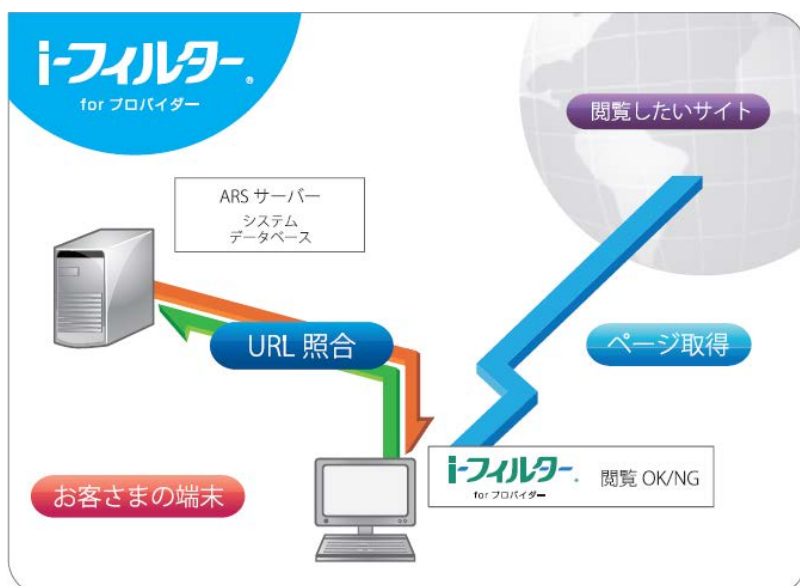 i-フィルター®
for プロバイダー
閲覧したいサイト
ARS サーバー
システム
データベース
URL 照合
ページ取得
お客さまの端末
i-フィルター®
for プロバイダー
閲覧 OK/NG